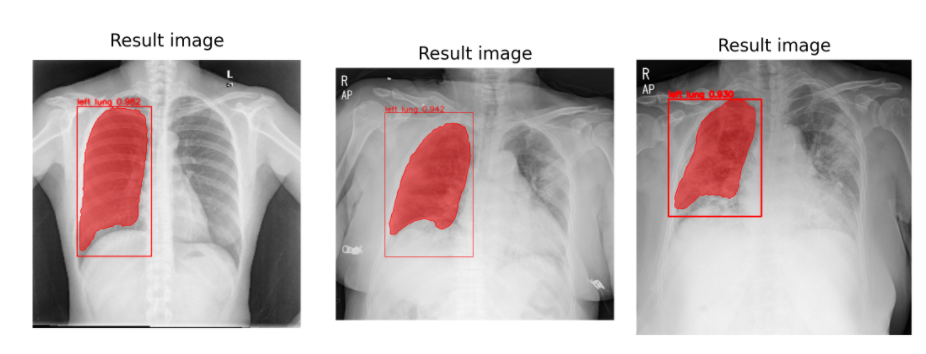 Result image
L
left lung 0.982
Result image
R
AP
left lung 0.942
Result image
R
AP
left lung 0.930